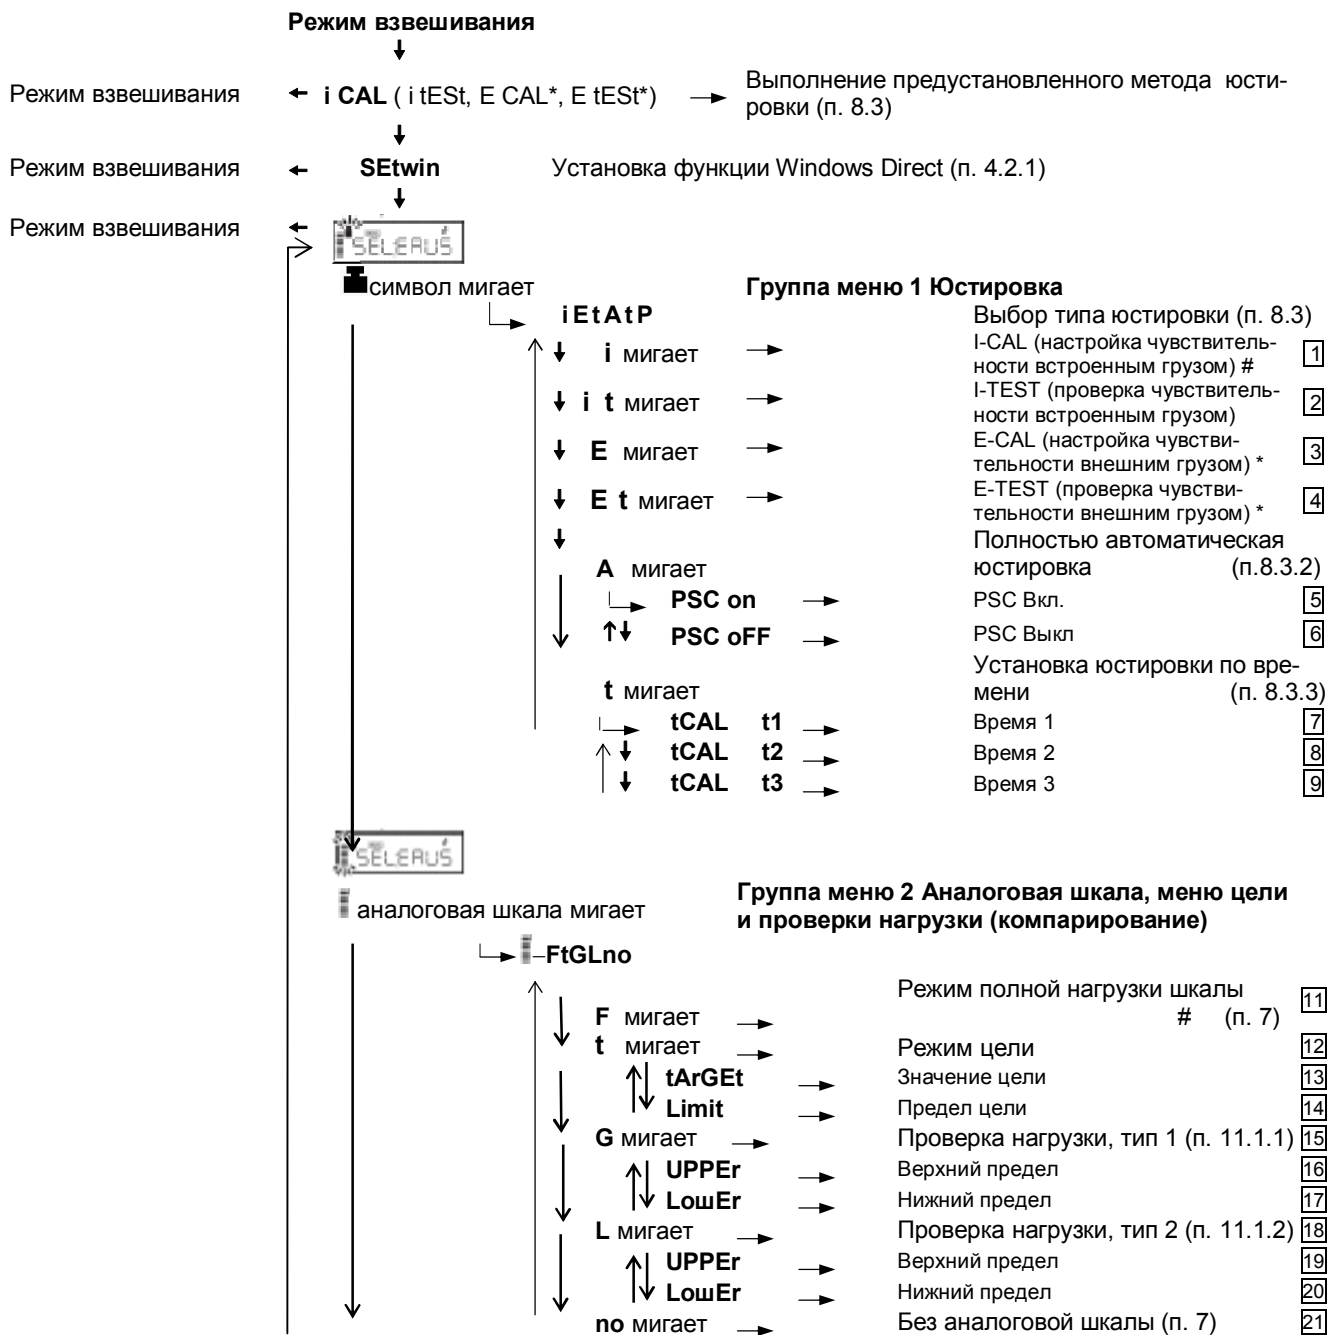 Режим взвешивания
Режим взвешивания i CAL ( i tESt, E CAL*, E tESt*) Выполнение предустановленного метода юсти-
ровки (п. 8.3)
Режим взвешивания SEtwin Установка функции Windows Direct (п. 4.2.1)
Режим взвешивания
SELERUS
символ мигает Группа меню 1 Юстировка
iEtAtP Выбор типа юстировки (п. 8.3)
i мигает I-CAL (настройка чувствитель-
ности встроенным грузом) # 1
i t мигает I-TEST (проверка чувствитель-
ности встроенным грузом) 2
E мигает E-CAL (настройка чувстви-
тельности внешним грузом) * 3
E t мигает E-TEST (проверка чувстви-
тельности внешним грузом) * 4
Полностью автоматическая
A мигает юстировка (п.8.3.2)
PSC on PSC Вкл. 5
PSC oFF PSC Выкл 6
Установка юстировки по вре-
t мигает мени (п. 8.3.3)
tCAL t1 Время 1 7
tCAL t2 Время 2 8
tCAL t3 Время 3 9
SELERUS
Группа меню 2 Аналоговая шкала, меню цели
аналоговая шкала мигает и проверки нагрузки (компарирование)
–FtGLno
Режим полной нагрузки шкалы 11
F мигает # (п. 7)
t мигает Режим цели 12
tArGEt Значение цели 13
Limit Предел цели 14
G мигает Проверка нагрузки, тип 1 (п. 11.1.1) 15
UPPEr Верхний предел 16
LoшEr Нижний предел 17
L мигает Проверка нагрузки, тип 2 (п. 11.1.2) 18
UPPEr Верхний предел 19
LoшEr Нижний предел 20
no мигает Без аналоговой шкалы (п. 7) 21